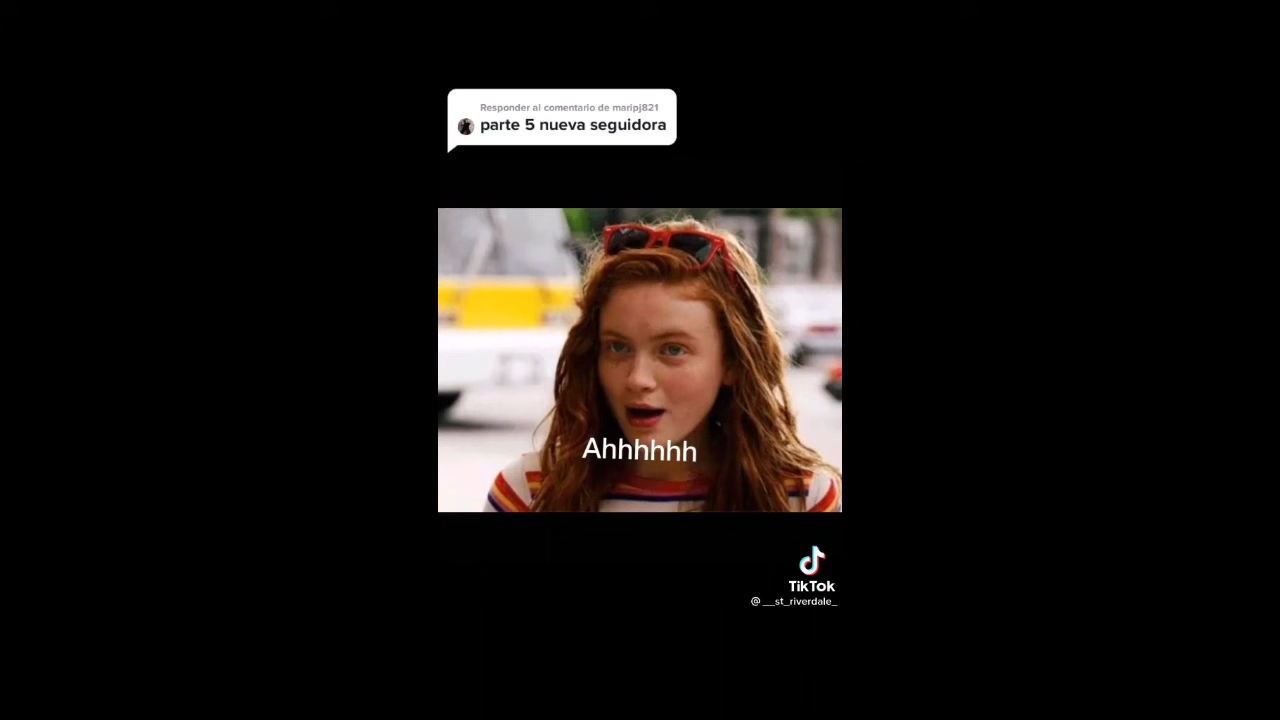 Responder al comentario de maripj821
parte 5 nueva seguidora
Ahhhhhh
TikTok
@ __st_riverdale_